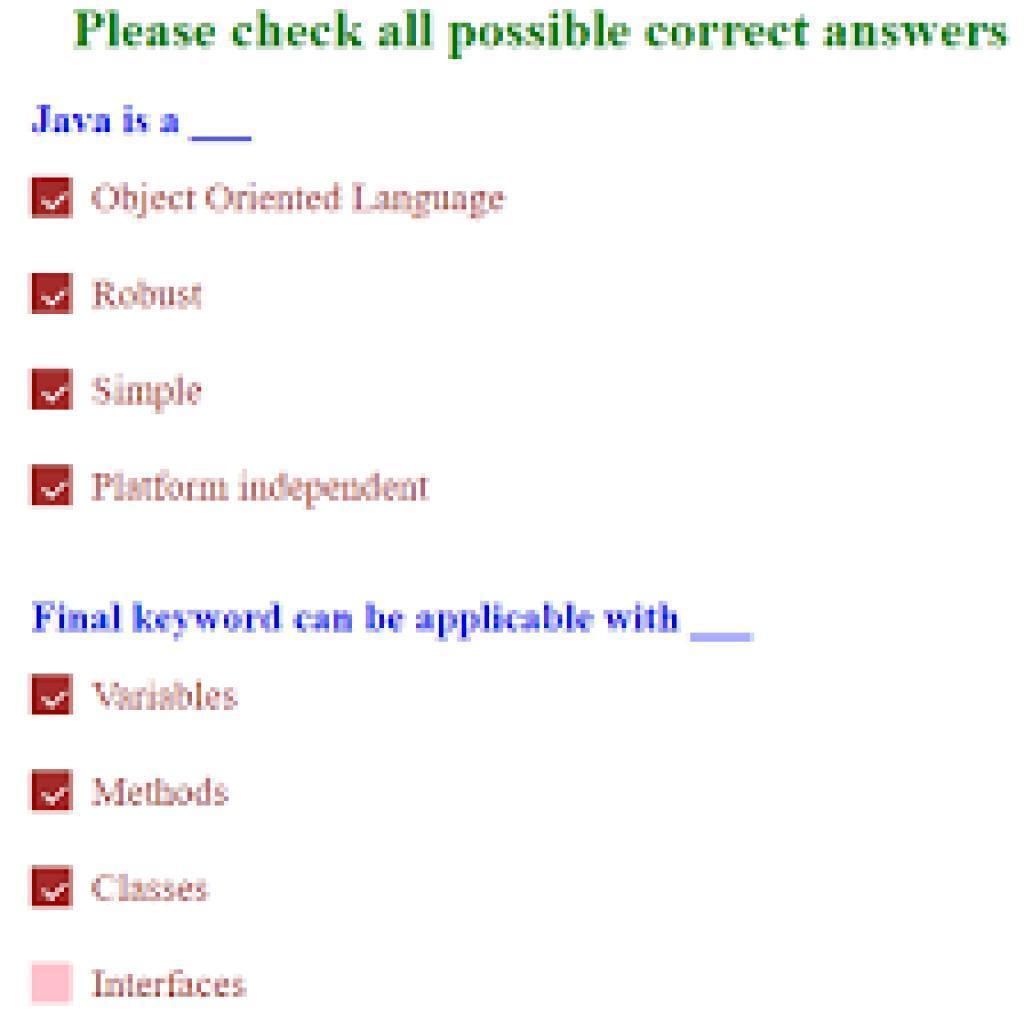 Please check all possible correct answers
Java is a ___
Object Oriented Language
Robust
Simple
Platform independent
Final keyword can be applicable with ___
Variables
Methods
Classes
Interfaces